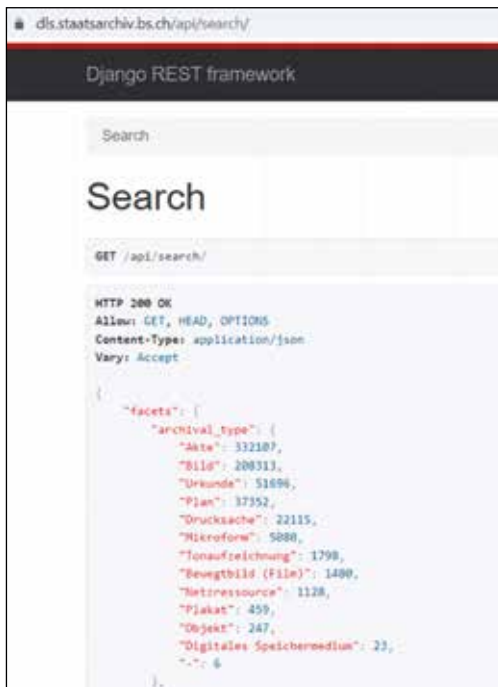 dls.staatsarchiv.bs.ch/api/search/
Django REST framework
Search
Search
GET /api/search/
HTTP 200 OK
Allow: GET, HEAD, OPTIONS
Content-Type: application/json
Vary: Accept
{
"facets": {
"archival_type": {
"Akte": 332107,
"Bild": 208313,
"Urkunde": 51696,
"Plan": 37352,
"Drucksache": 22115,
"Mikroform": 5080,
"Tonaufzeichnung": 1798,
"Bewegtbild (Film)": 1400,
"Netzressource": 1128,
"Plakat": 459,
"Objekt": 247,
"Digitales Speichermedium": 23,
"-": 6
},